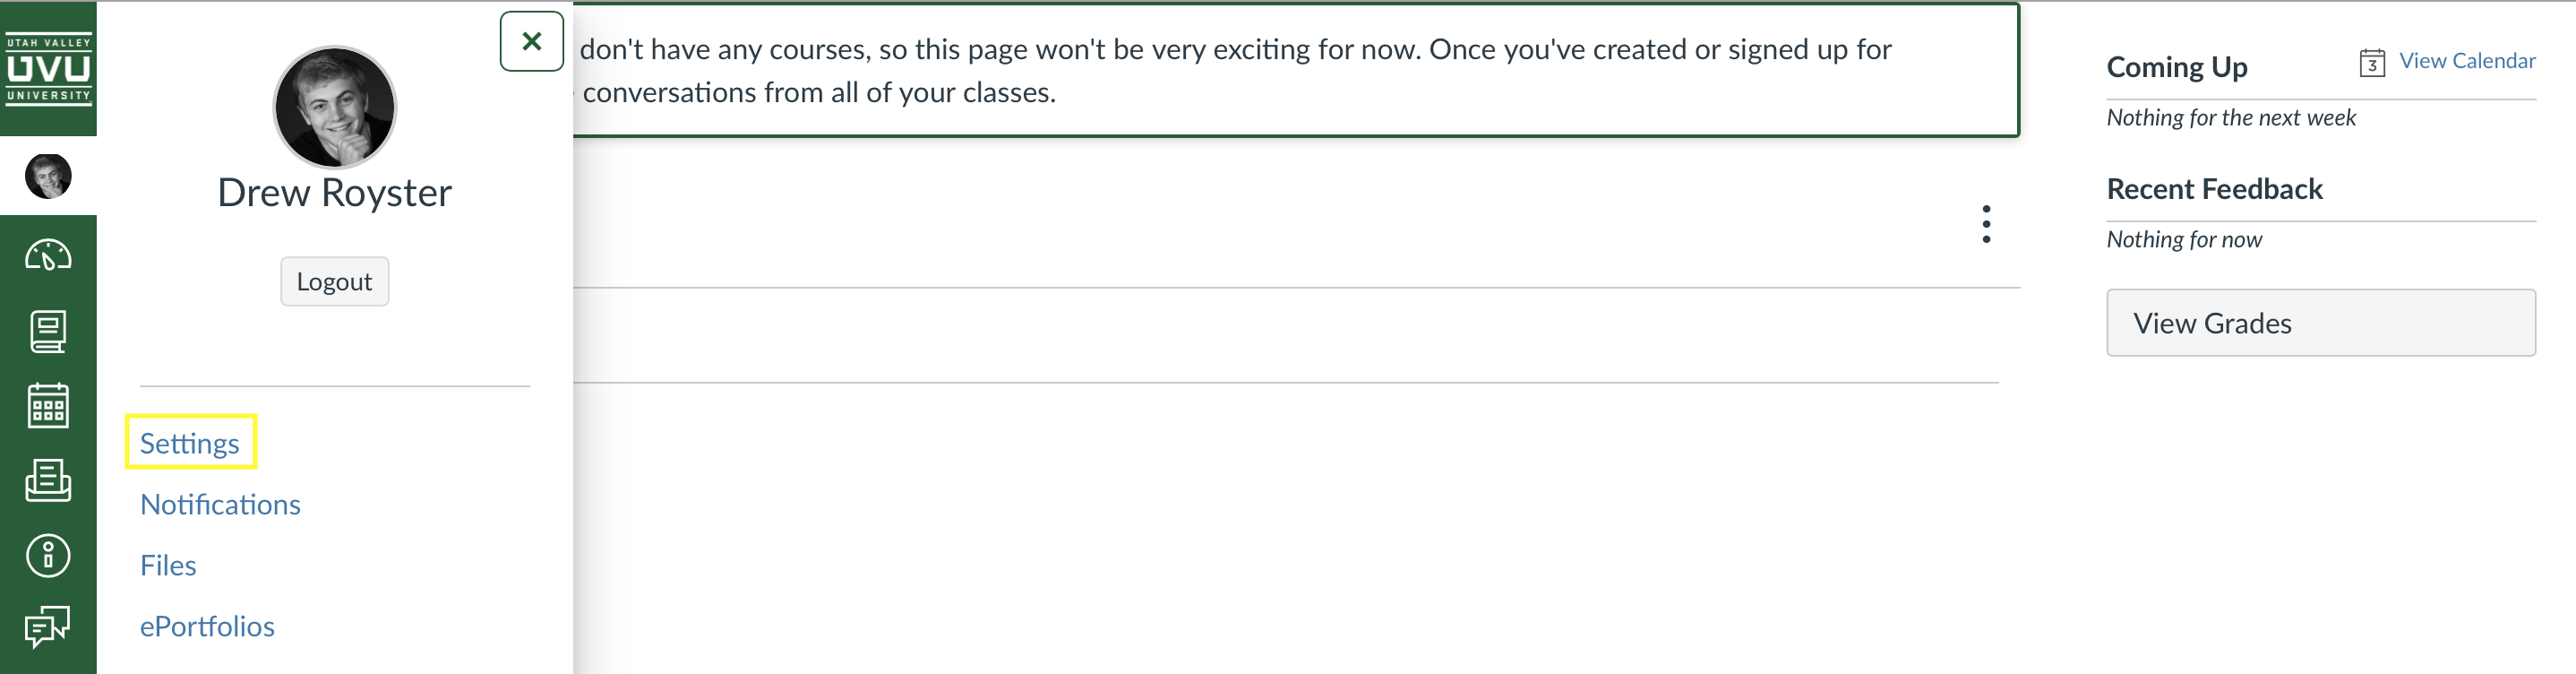 UTAH VALLEY
UVU
UNIVERSITY
Drew Royster
Logout
Settings
Notifications
Files
ePortfolios
don't have any courses, so this page won't be very exciting for now. Once you've created or signed up for
conversations from all of your classes.
Coming Up
3
View Calendar
Nothing for the next week
Recent Feedback
Nothing for now
View Grades